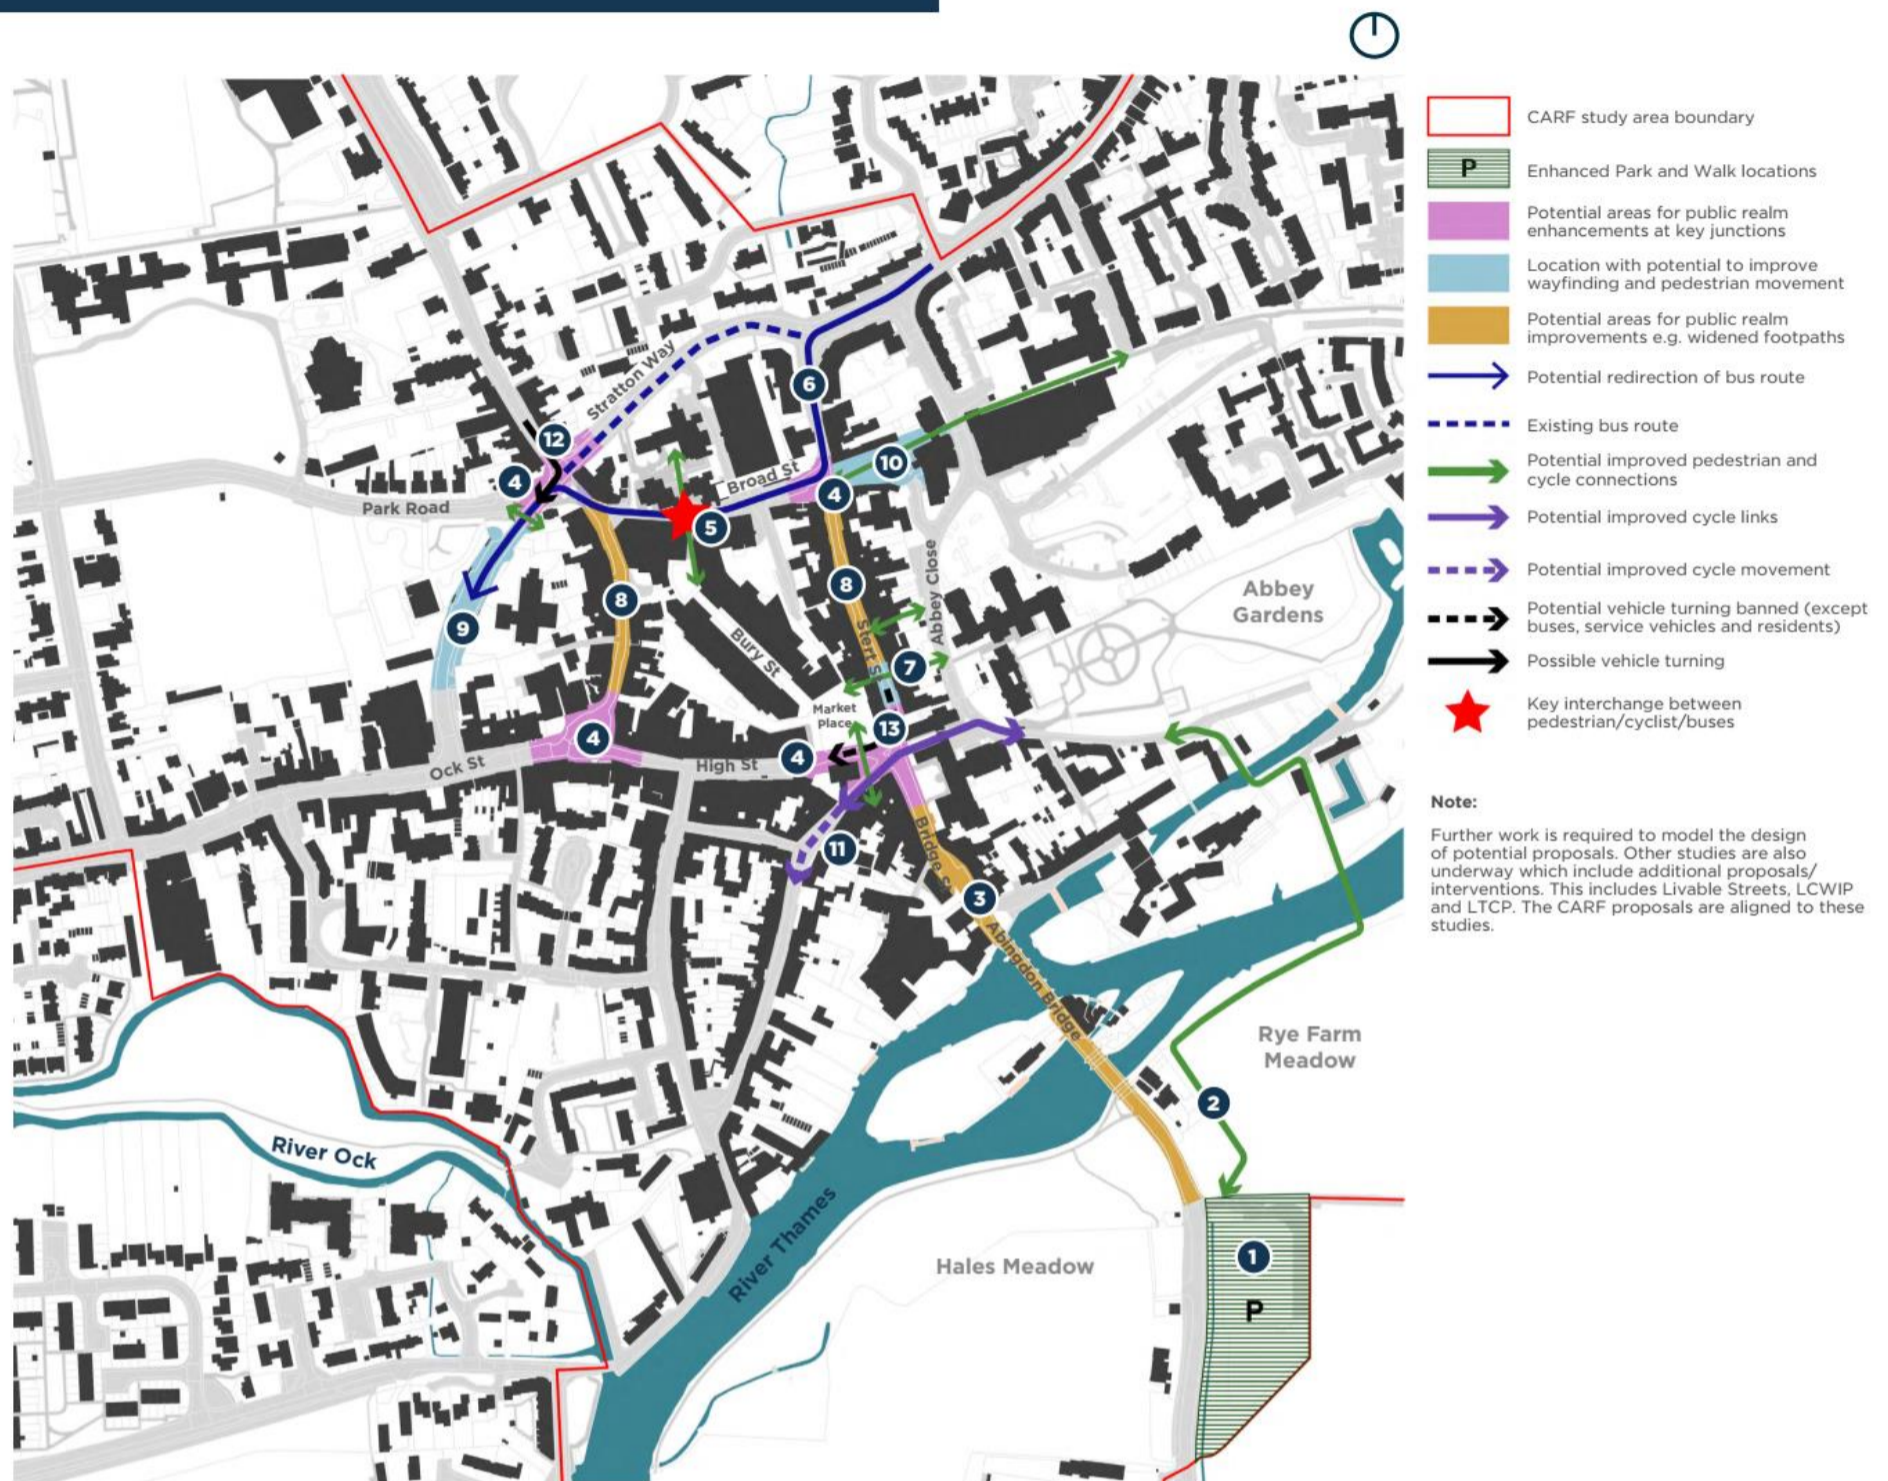 CARF study area boundary
P
Enhanced Park and Walk locations
Potential areas for public realm
enhancements at key junctions
Location with potential to improve
wayfinding and pedestrian movement
Potential areas for public realm
improvements e.g. widened footpaths
Potential redirection of bus route
Existing bus route
Potential improved pedestrian and
cycle connections
Potential improved cycle links
Potential improved cycle movement
Potential vehicle turning banned (except
buses, service vehicles and residents)
Possible vehicle turning
Key interchange between
pedestrian/cyclist/buses
Note:
Further work is required to model the design
of potential proposals. Other studies are also
underway which include additional proposals/
interventions. This includes Livable Streets, LCWIP
and LTCP. The CARF proposals are aligned to these
studies.
Stratton Way
6
12
4
Broad St
10
4
Park Road
5
8
8
Abbey Close
Abbey
Gardens
9
Stert St
Bury St
7
Market
Place
13
4
4
High St
Ock St
11
Bridge St
3
Abingdon Bridge
Rye Farm
Meadow
2
River Ock
River Thames
Hales Meadow
1
P